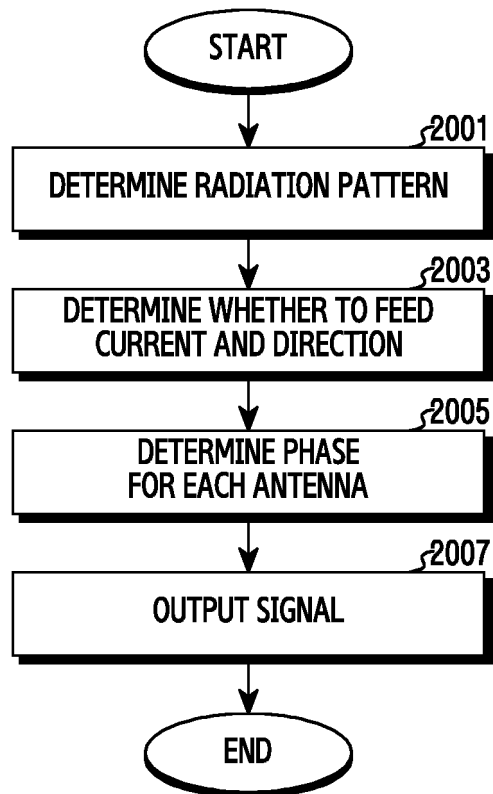 START
2001
DETERMINE RADIATION PATTERN
2003
DETERMINE WHETHER TO FEED
CURRENT AND DIRECTION
2005
DETERMINE PHASE
FOR EACH ANTENNA
2007
OUTPUT SIGNAL
END